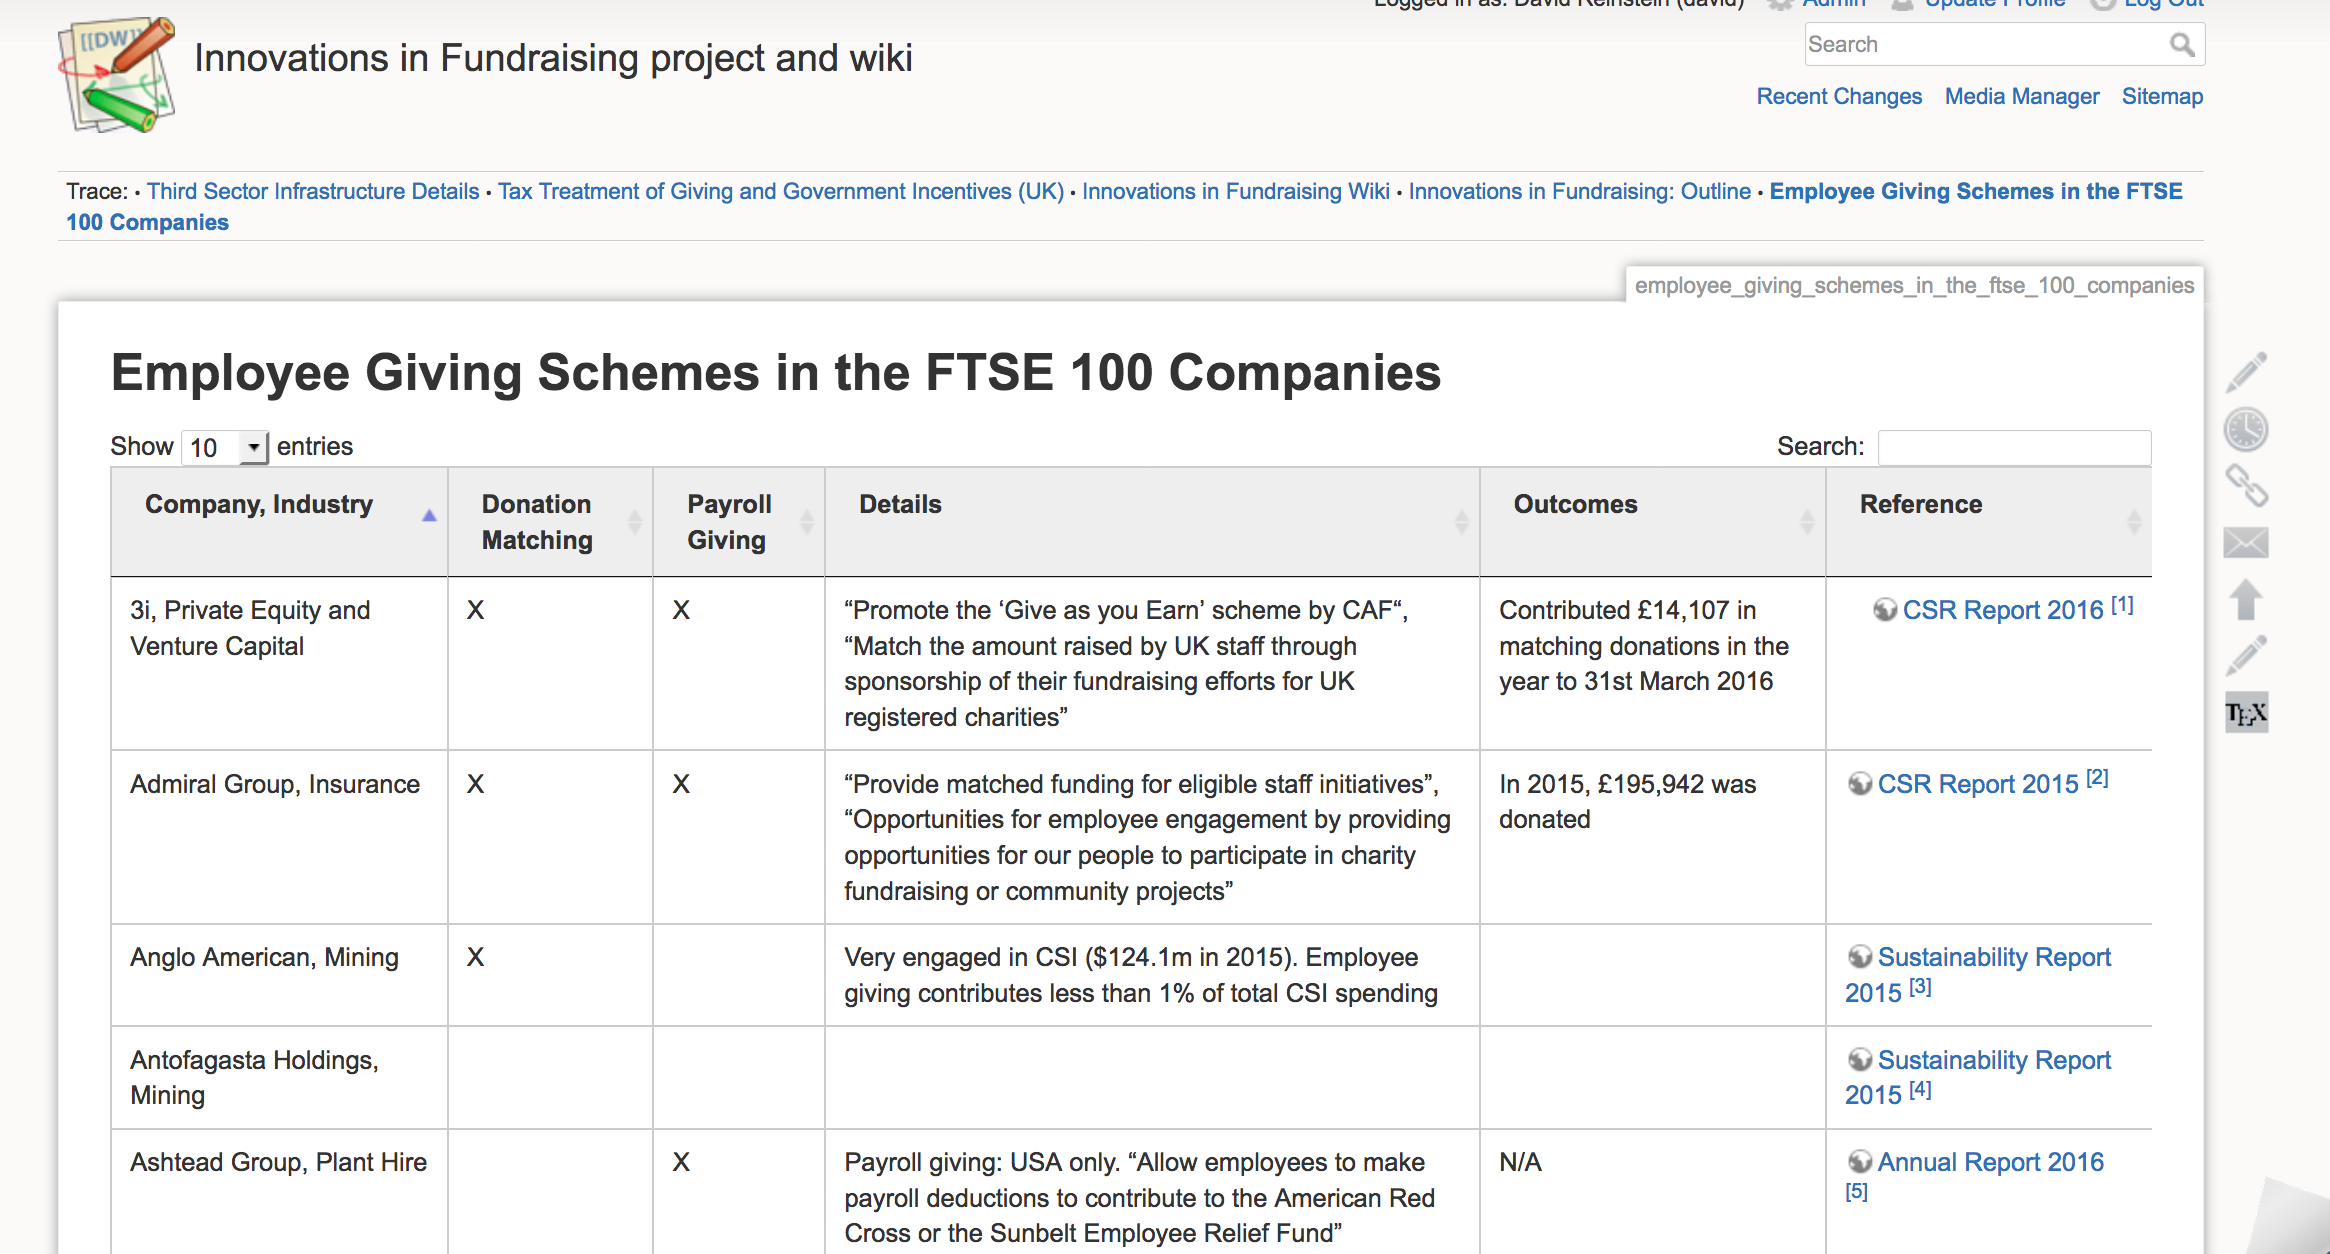 Logged in as: David Reinstein (david) Admin Update Profile Log Out
[[DW]]
Innovations in Fundraising project and wiki
Search
Recent Changes Media Manager Sitemap
Trace: • Third Sector Infrastructure Details • Tax Treatment of Giving and Government Incentives (UK) • Innovations in Fundraising Wiki • Innovations in Fundraising: Outline • Employee Giving Schemes in the FTSE
100 Companies
employee_giving_schemes_in_the_ftse_100_companies
Employee Giving Schemes in the FTSE 100 Companies
Show 10 entries Search:
Company, Industry Donation Matching Payroll Giving Details Outcomes Reference
3i, Private Equity and
Venture Capital
X
X
“Promote the ‘Give as you Earn’ scheme by CAF“,
“Match the amount raised by UK staff through
sponsorship of their fundraising efforts for UK
registered charities”
Contributed £14,107 in
matching donations in the
year to 31st March 2016
CSR Report 2016 [1]
Admiral Group, Insurance
X
X
“Provide matched funding for eligible staff initiatives”,
“Opportunities for employee engagement by providing
opportunities for our people to participate in charity
fundraising or community projects”
In 2015, £195,942 was
donated
CSR Report 2015 [2]
Anglo American, Mining
X
Very engaged in CSI ($124.1m in 2015). Employee
giving contributes less than 1% of total CSI spending
Sustainability Report
2015 [3]
Antofagasta Holdings,
Mining
Sustainability Report
2015 [4]
Ashtead Group, Plant Hire
X
Payroll giving: USA only. “Allow employees to make
payroll deductions to contribute to the American Red
Cross or the Sunbelt Employee Relief Fund”
N/A
Annual Report 2016
[5]
TEX